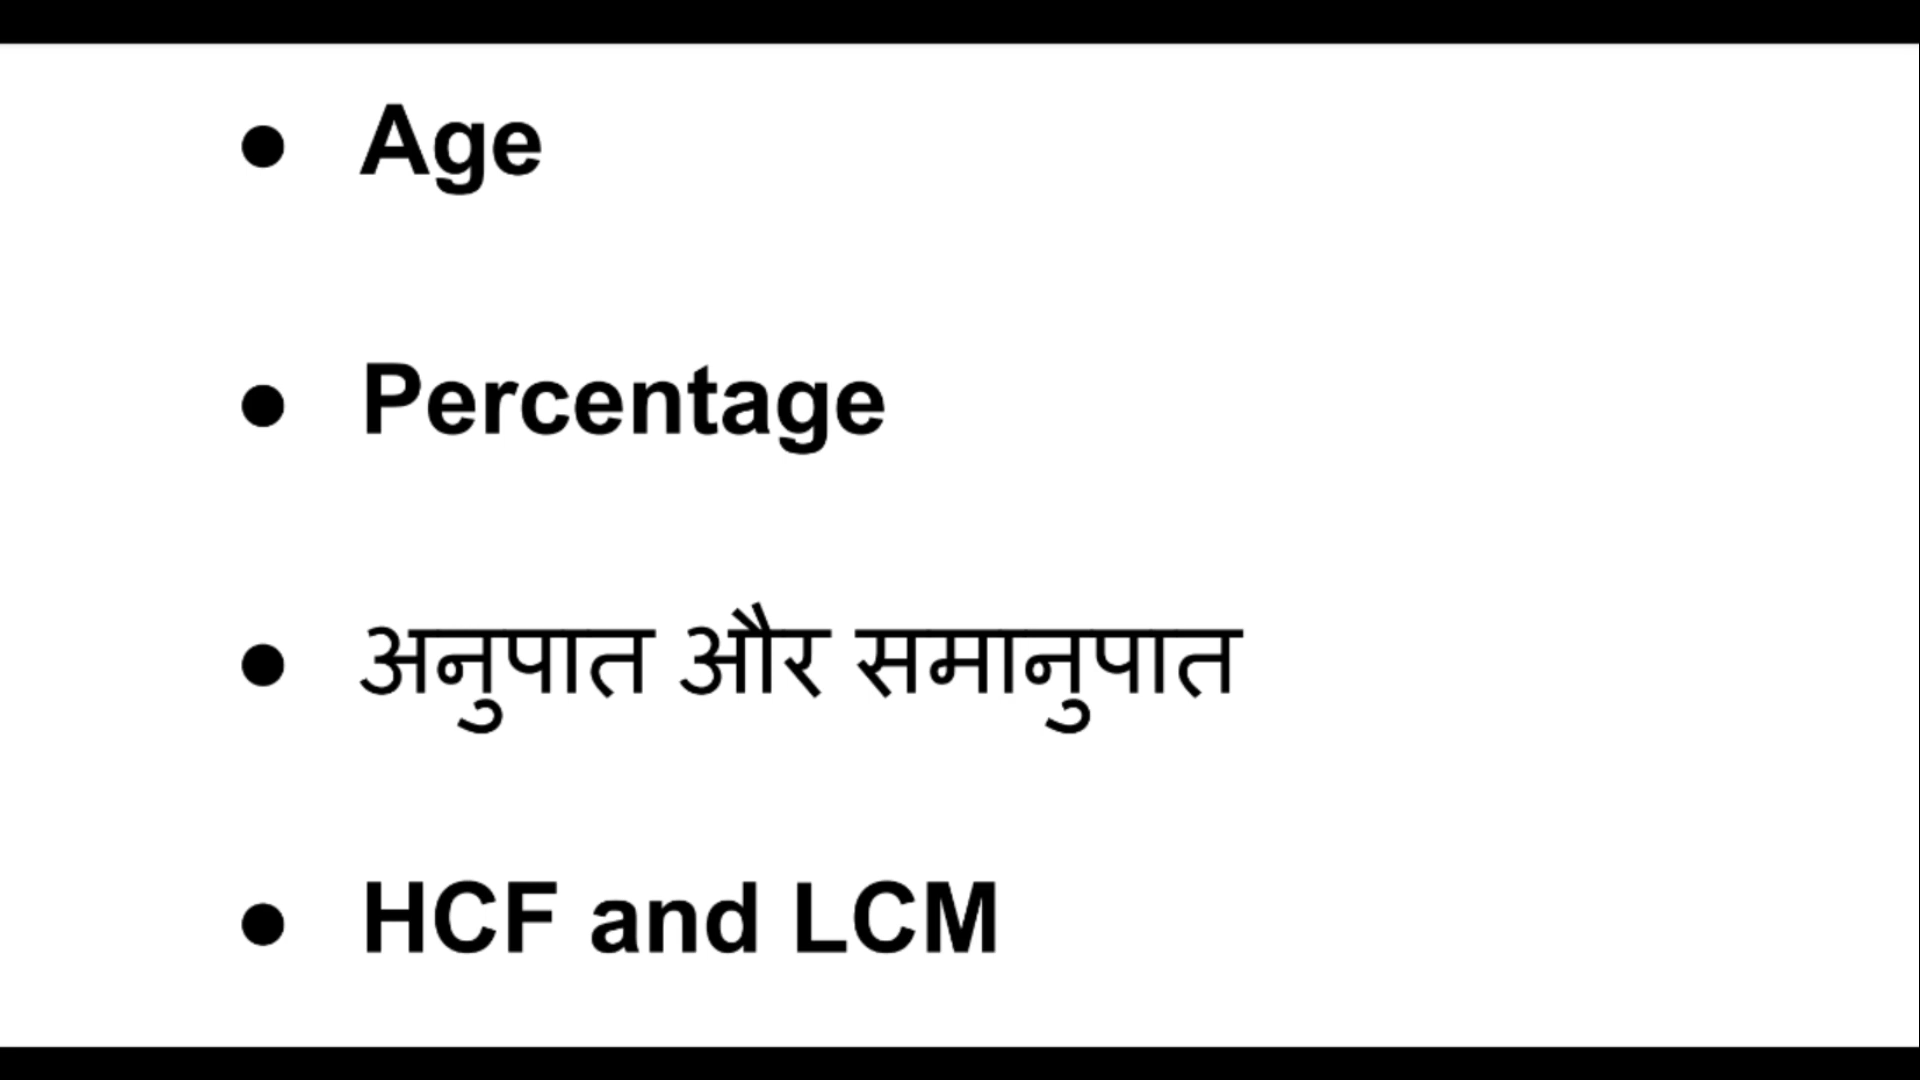 ● Age
● Percentage
● अनुपात और समानुपात
● HCF and LCM